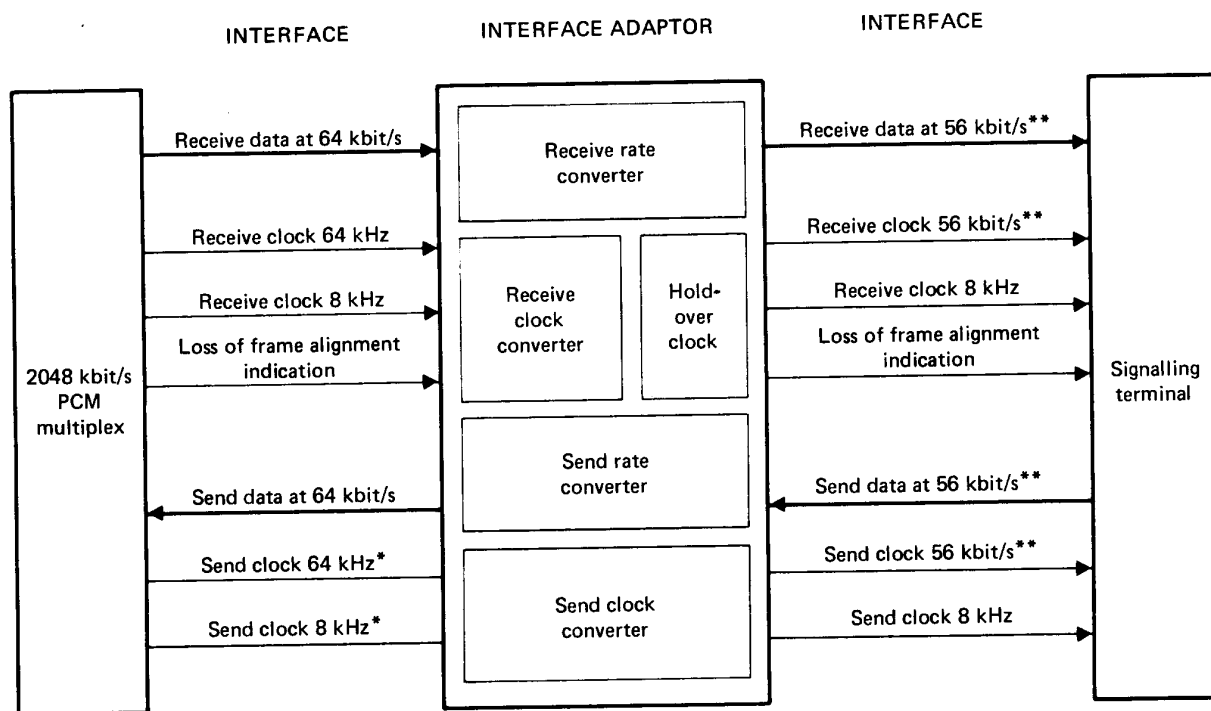 INTERFACE
INTERFACE ADAPTOR
INTERFACE
2048 kbit/s
PCM
multiplex
Receive data at 64 kbit/s
Receive clock 64 kHz
Receive clock 8 kHz
Loss of frame alignment
indication
Send data at 64 kbit/s
Send clock 64 kHz*
Send clock 8 kHz*
Receive rate
converter
Receive
clock
converter
Hold-
over
clock
Send rate
converter
Send clock
converter
Receive data at 56 kbit/s**
Receive clock 56 kbit/s**
Receive clock 8 kHz
Loss of frame alignment
indication
Send data at 56 kbit/s**
Send clock 56 kbit/s**
Send clock 8 kHz
Signalling
terminal